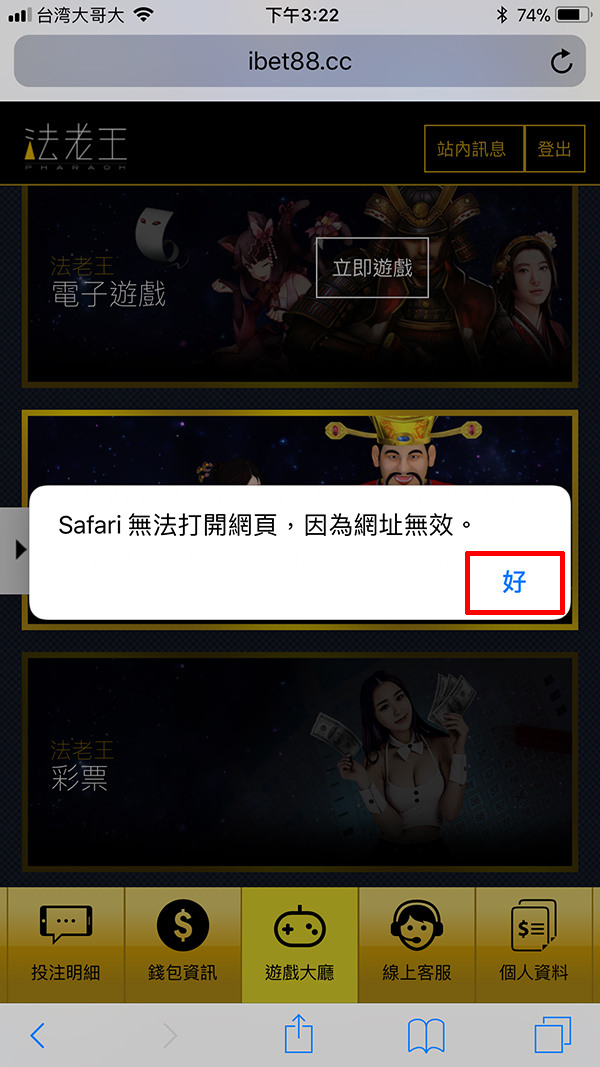 台湾大哥大
下午3:22
74%
ibet88.cc
法老王
PHARAOH
站內訊息
登出
法老王
電子遊戲
立即遊戲
Safari 無法打開網頁，因為網址無效。
好
法老王
彩票
投注明細
錢包資訊
遊戲大廳
線上客服
個人資料